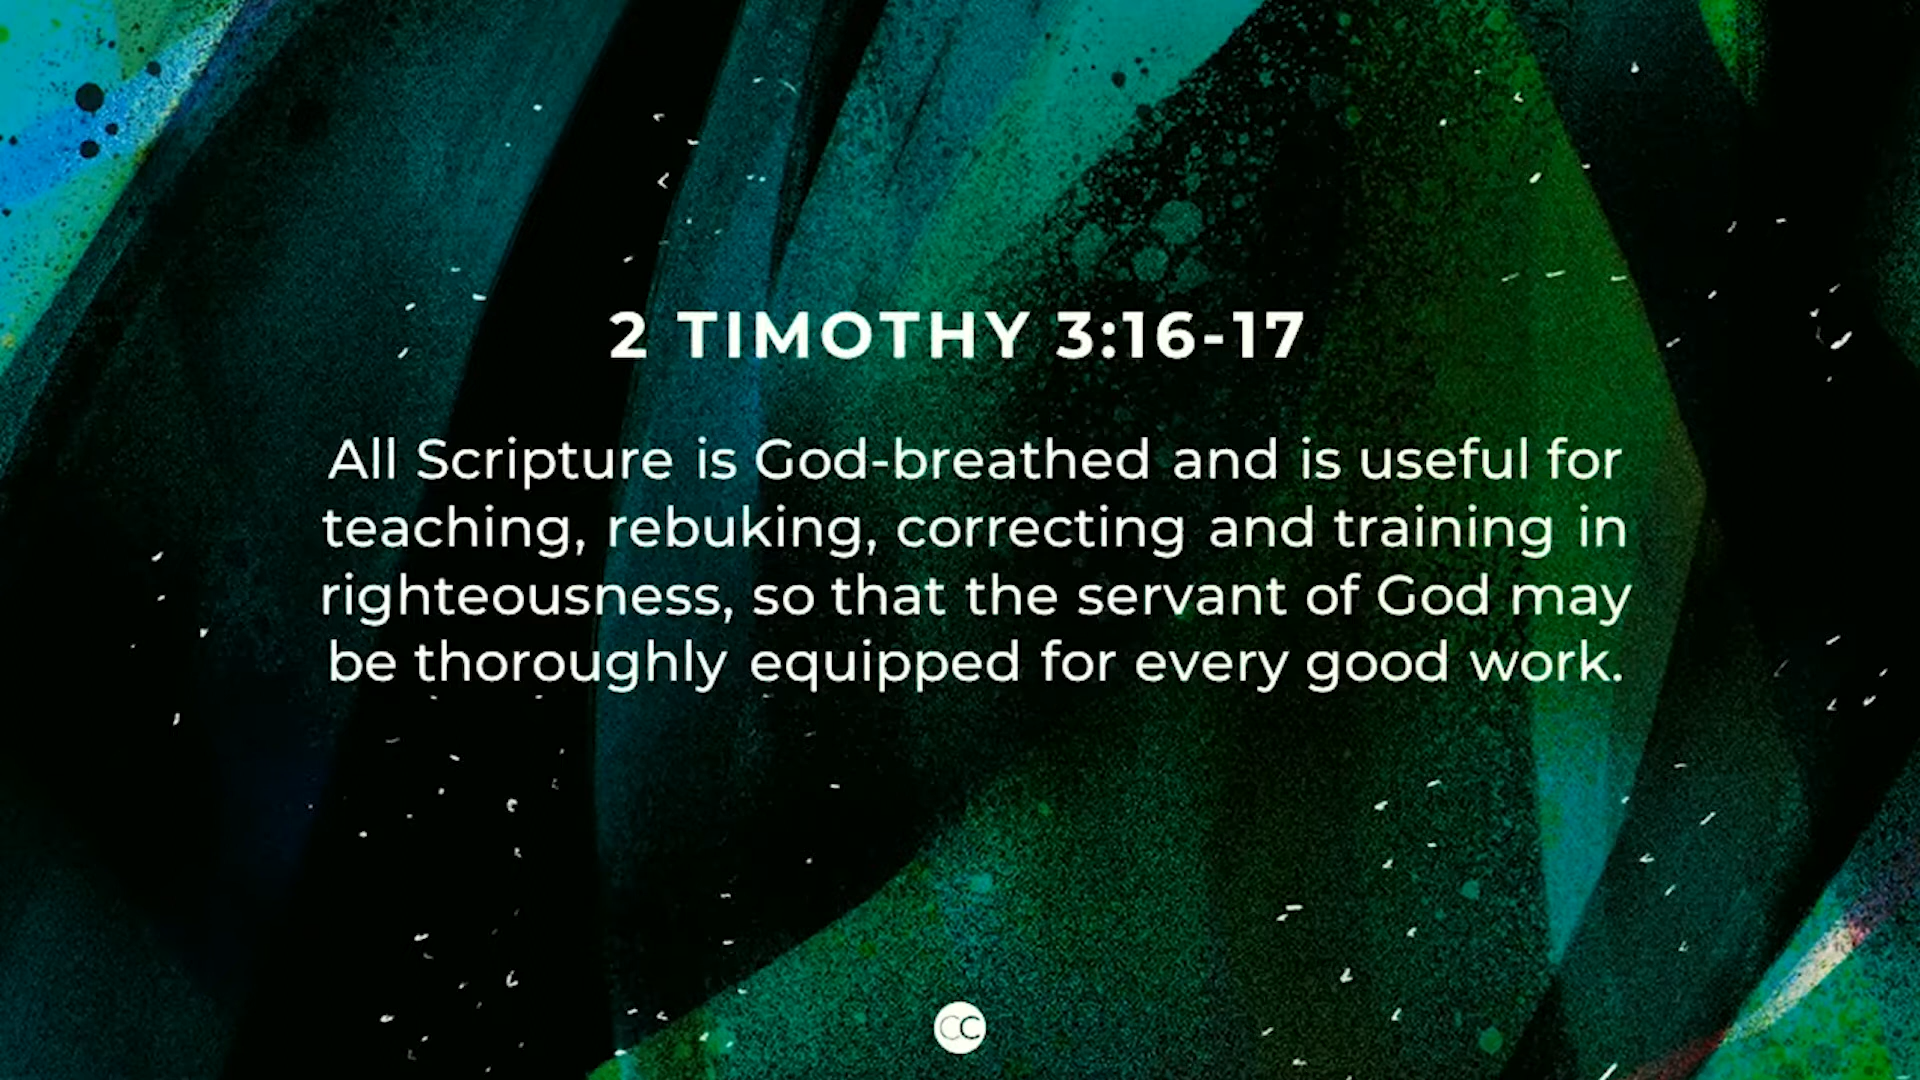 2 TIMOTHY 3:16-17
All Scripture is God-breathed and is useful for
teaching, rebuking, correcting and training in
righteousness, so that the servant of God may
be thoroughly equipped for every good work.
CC